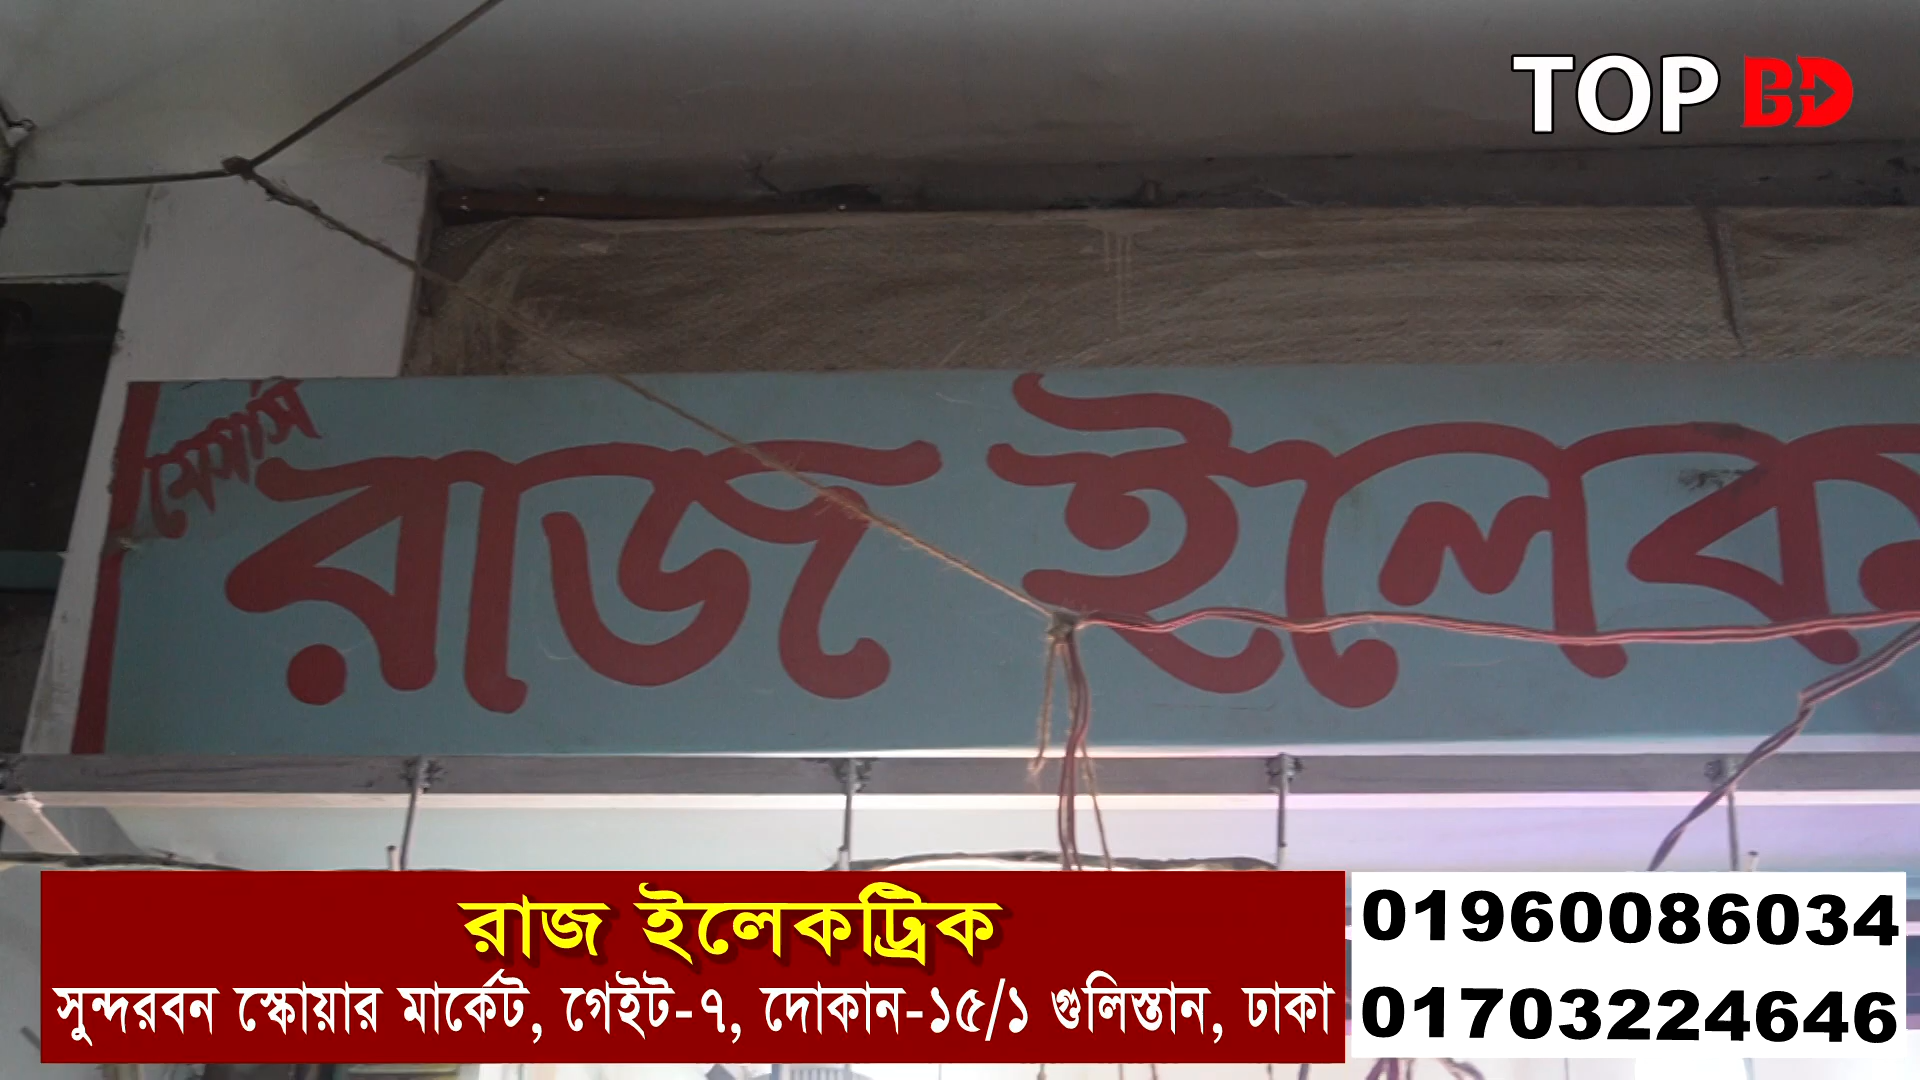 TOP BD
মেসার্স
রাজ ইলেক
রাজ ইলেকট্রিক
সুন্দরবন স্কোয়ার মার্কেট, গেইট-৭, দোকান-১৫/১ গুলিস্তান, ঢাকা
01960086034
01703224646